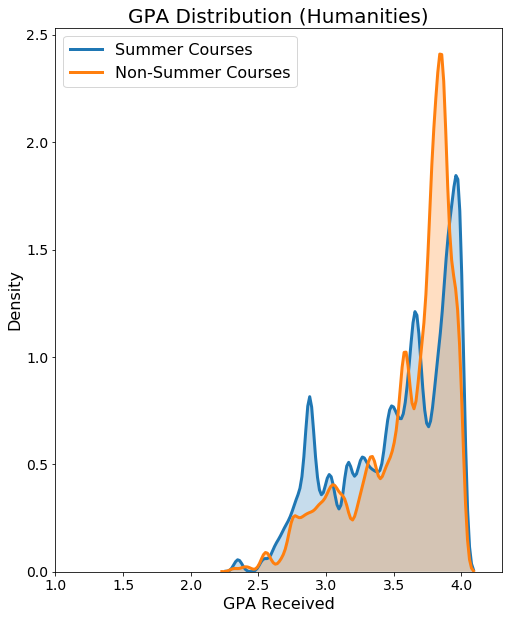 GPA Distribution (Humanities)
Summer Courses
Non-Summer Courses
Density
2.5
2.0
1.5
1.0
0.5
0.0
1.0 1.5 2.0 2.5 3.0 3.5 4.0
GPA Received